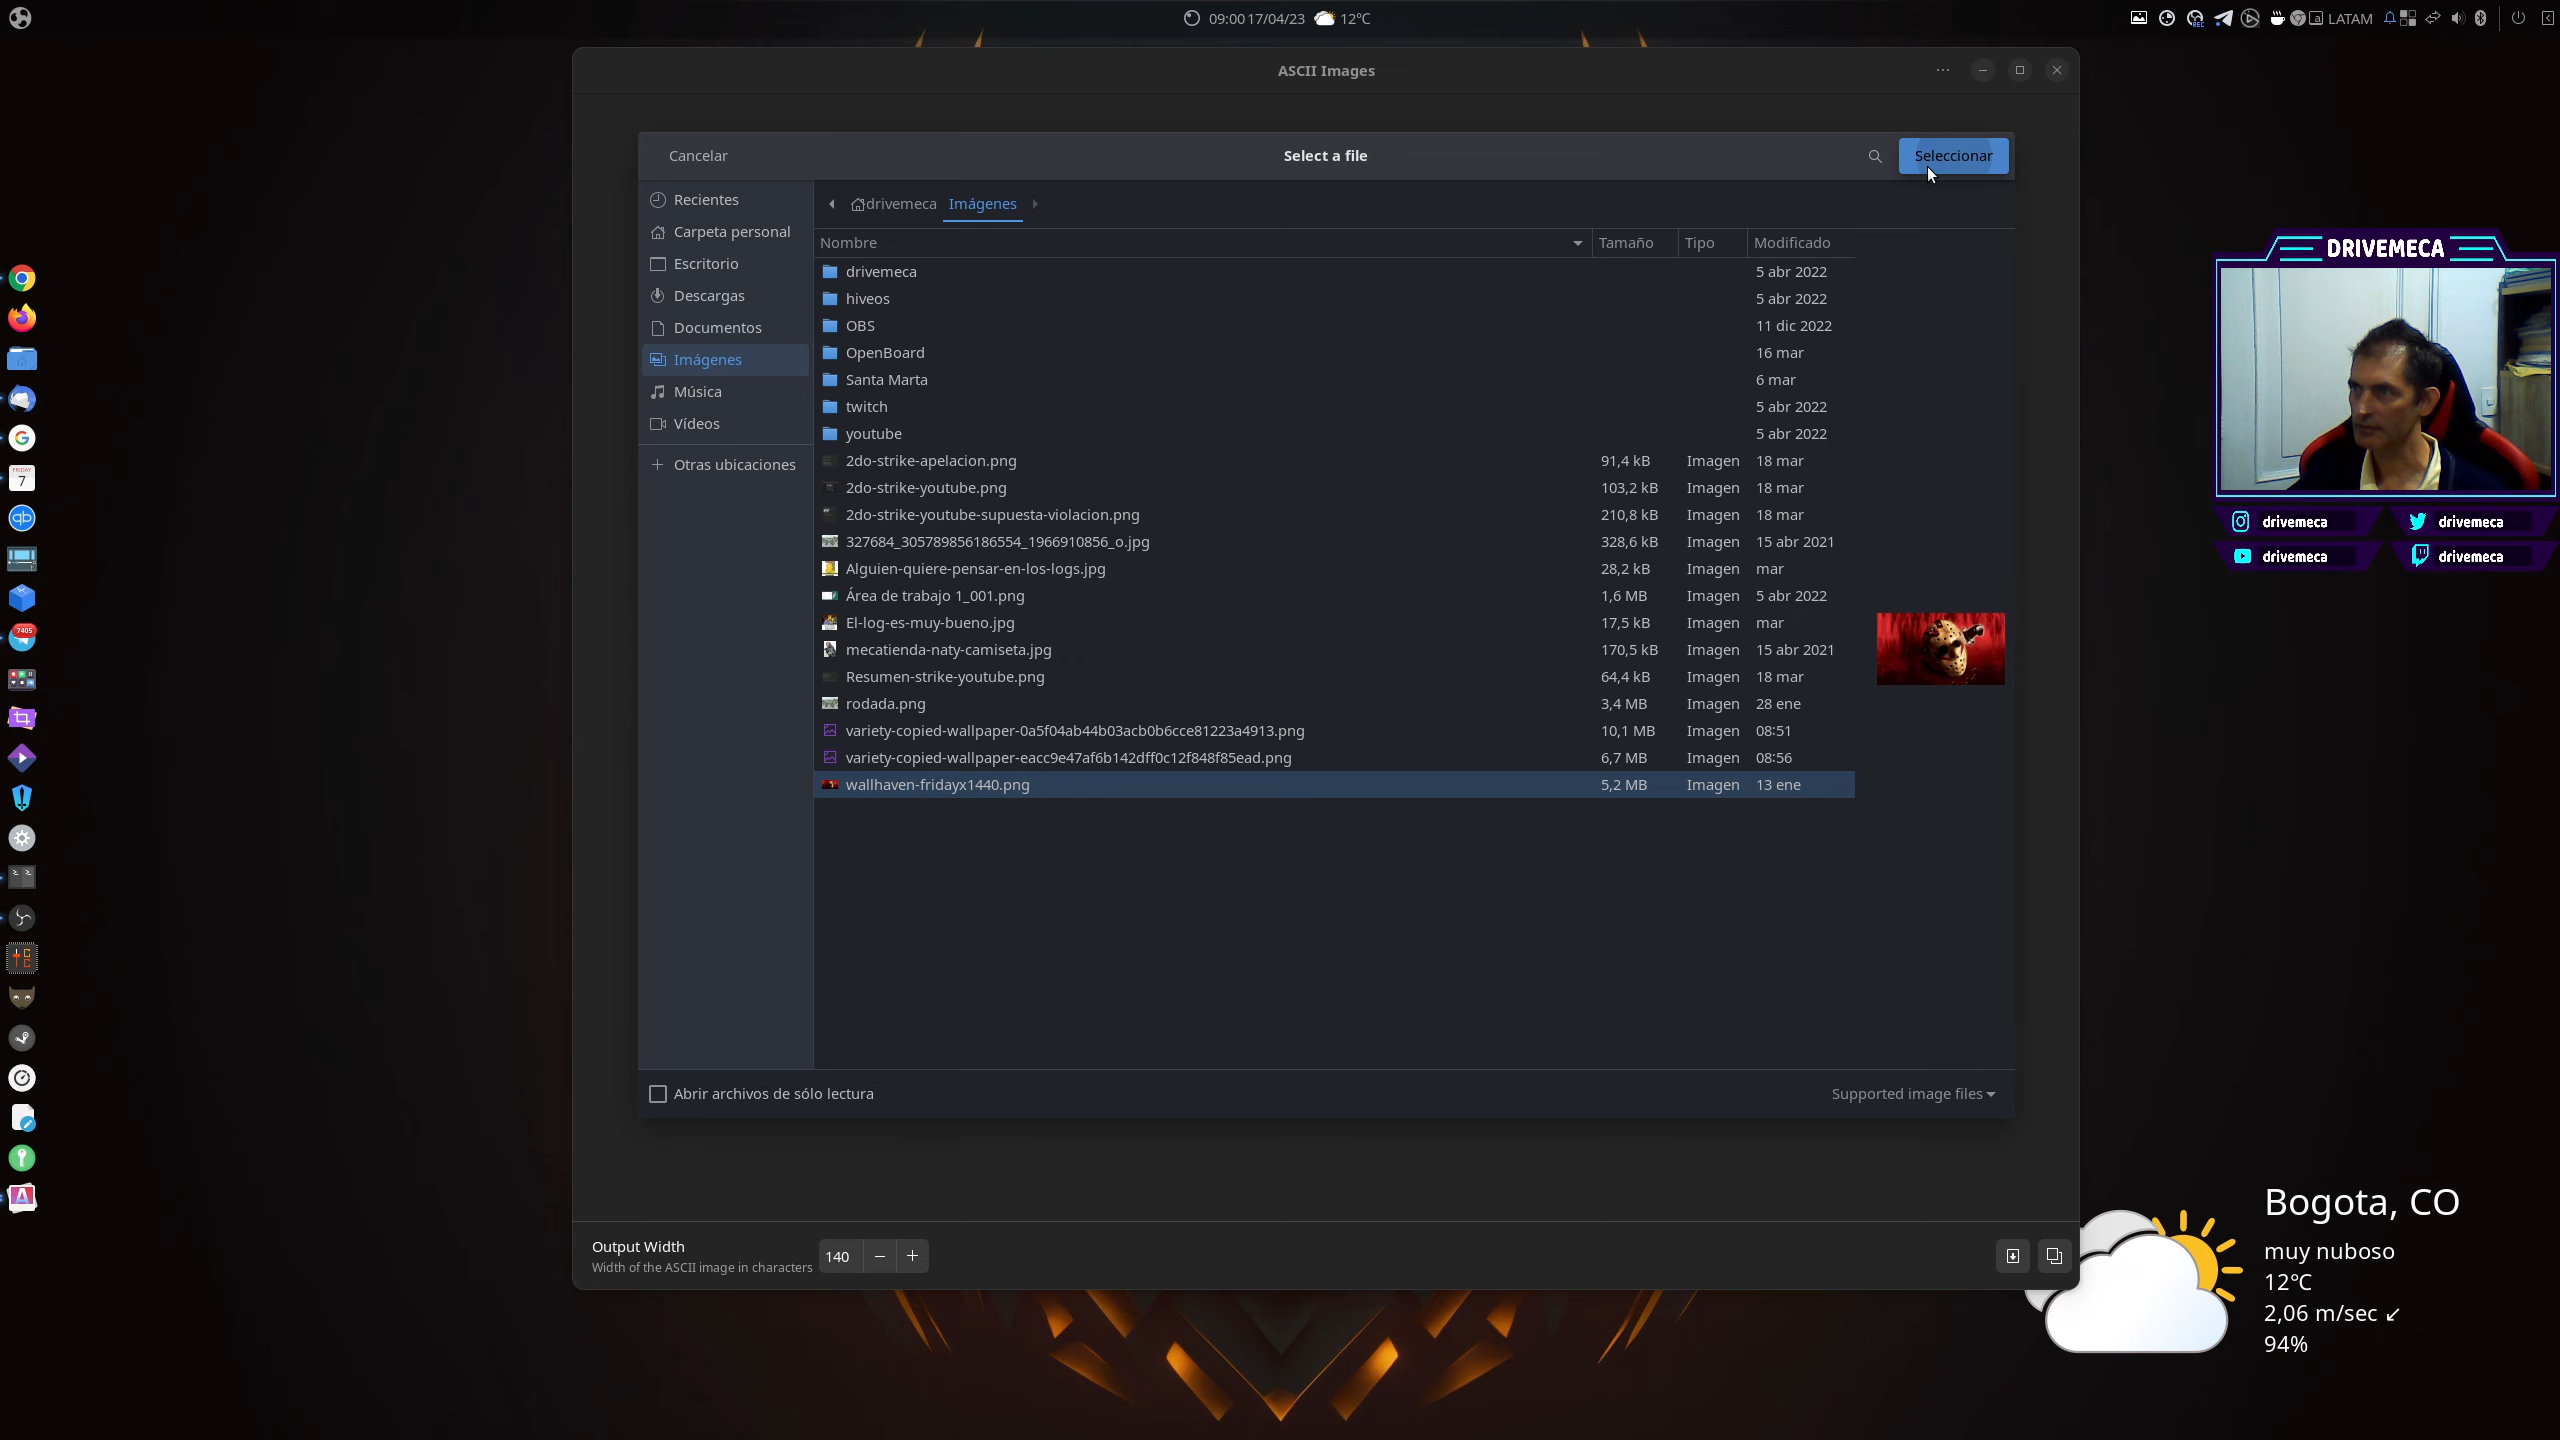 09:00 17/04/23 12°C
LATAM
ASCII Images
Cancelar
Select a file
Seleccionar
Recientes
Carpeta personal
Escritorio
Descargas
Documentos
Imágenes
Música
Vídeos
Otras ubicaciones
drivemeca Imágenes
Nombre Tamaño Tipo Modificado
drivemeca 5 abr 2022
hiveos 5 abr 2022
OBS 11 dic 2022
OpenBoard 16 mar
Santa Marta 6 mar
twitch 5 abr 2022
youtube 5 abr 2022
2do-strike-apelacion.png 91,4 kB Imagen 18 mar
2do-strike-youtube.png 103,2 kB Imagen 18 mar
2do-strike-youtube-supuesta-violacion.png 210,8 kB Imagen 18 mar
327684_305789856186554_1966910856_o.jpg 328,6 kB Imagen 15 abr 2021
Alguien-quiere-pensar-en-los-logs.jpg 28,2 kB Imagen mar
Área de trabajo 1_001.png 1,6 MB Imagen 5 abr 2022
El-log-es-muy-bueno.jpg 17,5 kB Imagen mar
mecatienda-naty-camiseta.jpg 170,5 kB Imagen 15 abr 2021
Resumen-strike-youtube.png 64,4 kB Imagen 18 mar
rodada.png 3,4 MB Imagen 28 ene
variety-copied-wallpaper-0a5f04ab44b03acb0b6cce81223a4913.png 10,1 MB Imagen 08:51
variety-copied-wallpaper-eacc9e47af6b142dff0c12f848f85ead.png 6,7 MB Imagen 08:56
wallhaven-fridayx1440.png 5,2 MB Imagen 13 ene
Abrir archivos de sólo lectura
Supported image files
Output Width
Width of the ASCII image in characters
140
DRIVEMECA
drivemeca drivemeca
drivemeca drivemeca
FRIDAY
7
7405
Bogota, CO
muy nuboso
12°C
2,06 m/sec ↙
94%